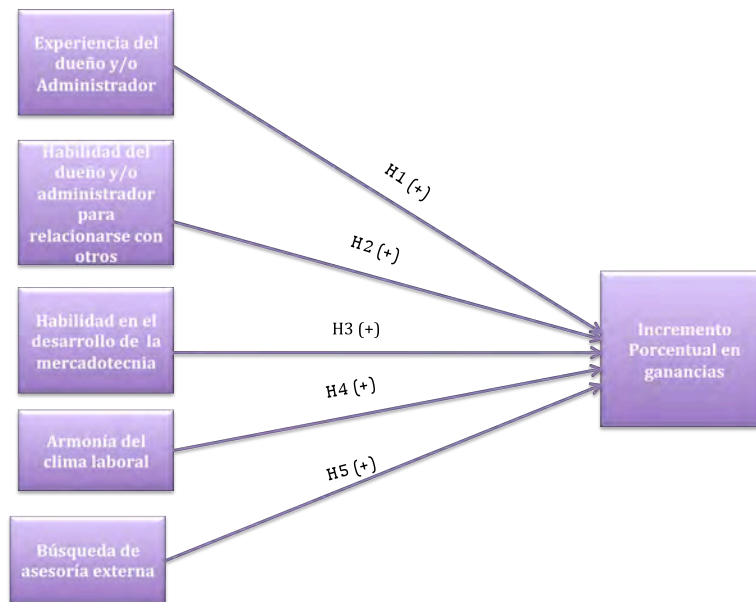 Experiencia del
dueño y/o
Administrador
H1 (+)
Habilidad del
dueño y/o
administrador
para
relacionarse con
otros
H2 (+)
Habilidad en el
desarrollo de la
mercadotecnia
H3 (+)
Incremento
Porcentual en
ganancias
Armonía del
clima laboral
H4 (+)
Búsqueda de
asesoría externa
H5 (+)